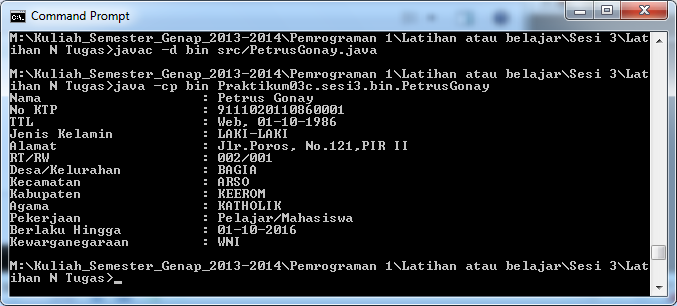 Command Prompt
M:\Kuliah_Semester_Genap_2013-2014\Pemrograman 1\Latihan atau belajar\Sesi 3\Lat
ihan N Tugas>javac -d bin src/PetrusGonay.java
M:\Kuliah_Semester_Genap_2013-2014\Pemrograman 1\Latihan atau belajar\Sesi 3\Lat
ihan N Tugas>java -cp bin Praktikum03c.sesi3.bin.PetrusGonay
Nama : Petrus Gonay
No KTP : 9111020110860001
TTL : Web, 01-10-1986
Jenis Kelamin : LAKI-LAKI
Alamat : Jlr.Poros, No.121,PIR II
RT/RW : 002/001
Desa/Kelurahan : BAGIA
Kecamatan : ARSO
Kabupaten : KEEROM
Agama : KATHOLIK
Pekerjaan : Pelajar/Mahasiswa
Berlaku Hingga : 01-10-2016
Kewarganegaraan : WNI
M:\Kuliah_Semester_Genap_2013-2014\Pemrograman 1\Latihan atau belajar\Sesi 3\Lat
ihan N Tugas>_